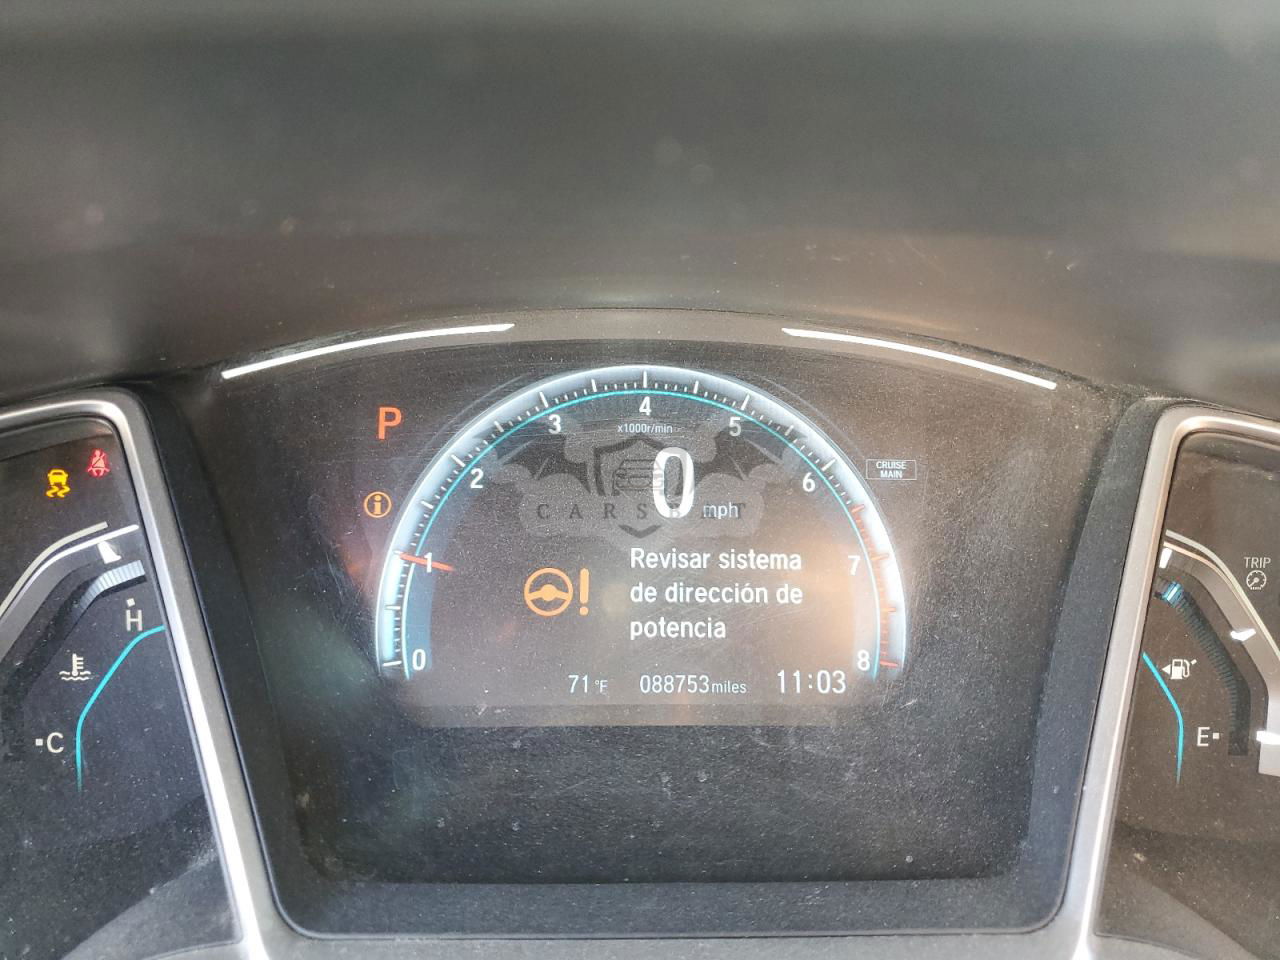 P
4
x1000r/min
3
5
2
0
mph
6
CRUISE
MAIN
CARSBAT
1
7
Revisar sistema
de dirección de
potencia
!
0
8
71°F
088753miles
11:03
H
C
TRIP
E